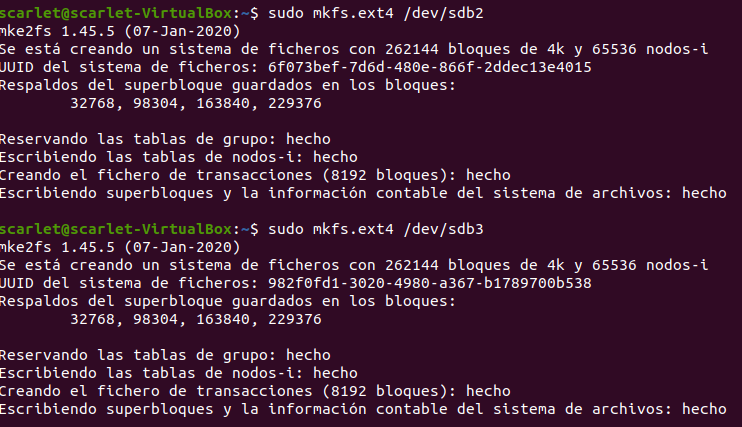 scarlet@scarlet-VirtualBox:~$ sudo mkfs.ext4 /dev/sdb2
mke2fs 1.45.5 (07-Jan-2020)
Se está creando un sistema de ficheros con 262144 bloques de 4k y 65536 nodos-i
UUID del sistema de ficheros: 6f073bef-7d6d-480e-866f-2ddec13e4015
Respaldos del superbloque guardados en los bloques:
        32768, 98304, 163840, 229376

Reservando las tablas de grupo: hecho
Escribiendo las tablas de nodos-i: hecho
Creando el fichero de transacciones (8192 bloques): hecho
Escribiendo superbloques y la información contable del sistema de archivos: hecho

scarlet@scarlet-VirtualBox:~$ sudo mkfs.ext4 /dev/sdb3
mke2fs 1.45.5 (07-Jan-2020)
Se está creando un sistema de ficheros con 262144 bloques de 4k y 65536 nodos-i
UUID del sistema de ficheros: 982f0fd1-3020-4980-a367-b1789700b538
Respaldos del superbloque guardados en los bloques:
        32768, 98304, 163840, 229376

Reservando las tablas de grupo: hecho
Escribiendo las tablas de nodos-i: hecho
Creando el fichero de transacciones (8192 bloques): hecho
Escribiendo superbloques y la información contable del sistema de archivos: hecho